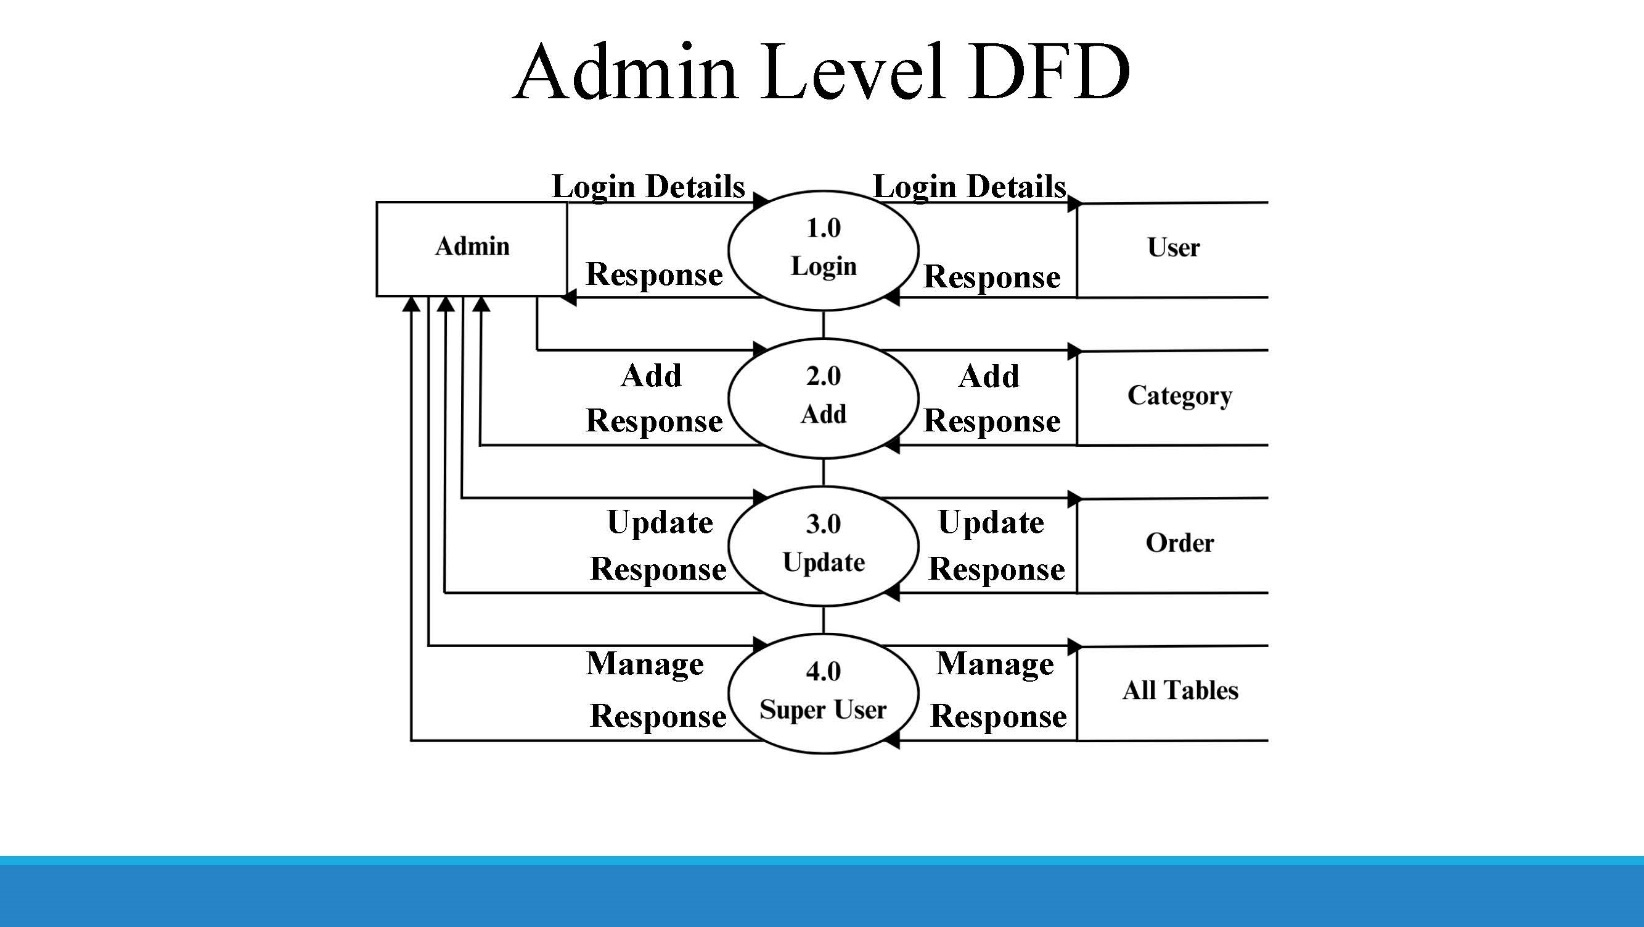 Admin Level DFD
Login Details
Login Details
Admin
1.0
Login
User
Response
Response
Add
2.0
Add
Add
Category
Response
Response
Update
3.0
Update
Update
Order
Response
Response
Manage
4.0
Super User
Manage
All Tables
Response
Response